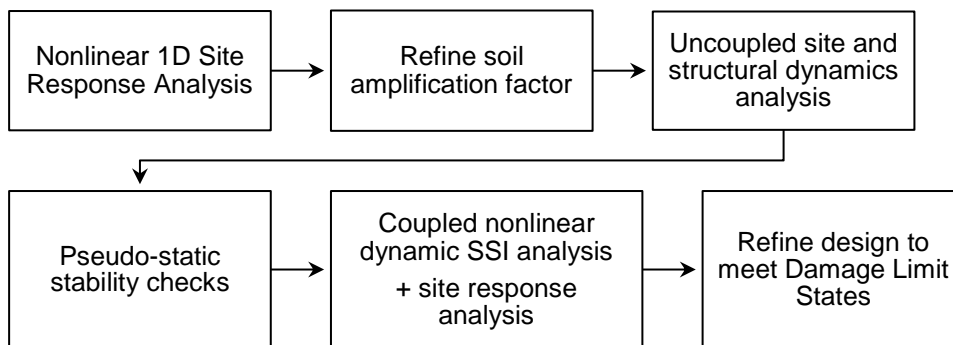 Nonlinear 1D Site
Response Analysis
Refine soil
amplification factor
Uncoupled site and
structural dynamics
analysis
Pseudo-static
stability checks
Coupled nonlinear
dynamic SSI analysis
+ site response
analysis
Refine design to
meet Damage Limit
States